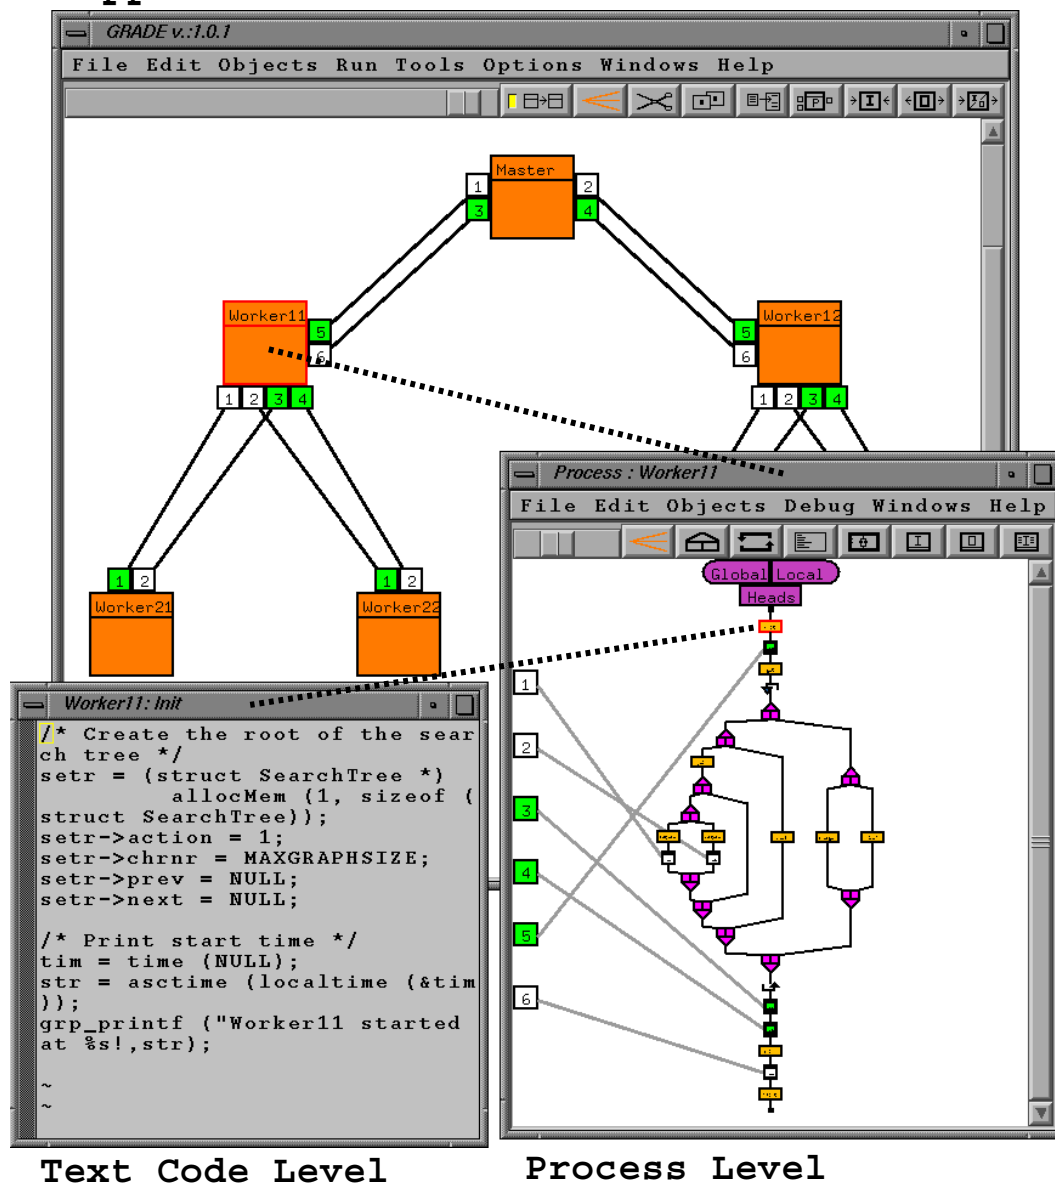 GRADE v.:1.0.1
File Edit Objects Run Tools Options Windows Help
Master
1 2
3 4
Worker11
5
6
1 2 3 4
Worker12
5
6
1 2 3 4
1 2
Worker21
1 2
Worker22
Process : Worker11
File Edit Objects Debug Windows Help
Global Local
Heads
1
2
3
4
5
6
Worker11: Init
/* Create the root of the sear
ch tree */
setr = (struct SearchTree *)
allocMem (1, sizeof (
struct SearchTree));
setr->action = 1;
setr->chrnr = MAXGRAPHSIZE;
setr->prev = NULL;
setr->next = NULL;
/* Print start time */
tim = time (NULL);
str = asctime (localtime (&tim
));
grp_printf ("Worker11 started
at %s!,str);
~
~
Text Code Level
Process Level